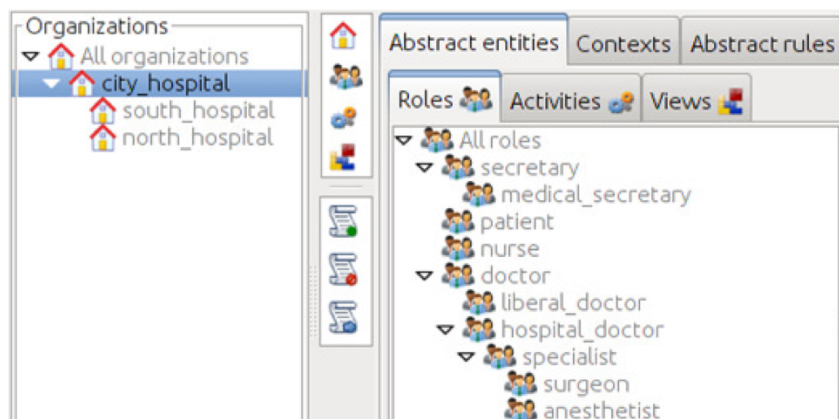 Organizations
All organizations
city_hospital
south_hospital
north_hospital
Abstract entities Contexts Abstract rules
Roles Activities Views
All roles
secretary
medical_secretary
patient
nurse
doctor
liberal_doctor
hospital_doctor
specialist
surgeon
anesthetist